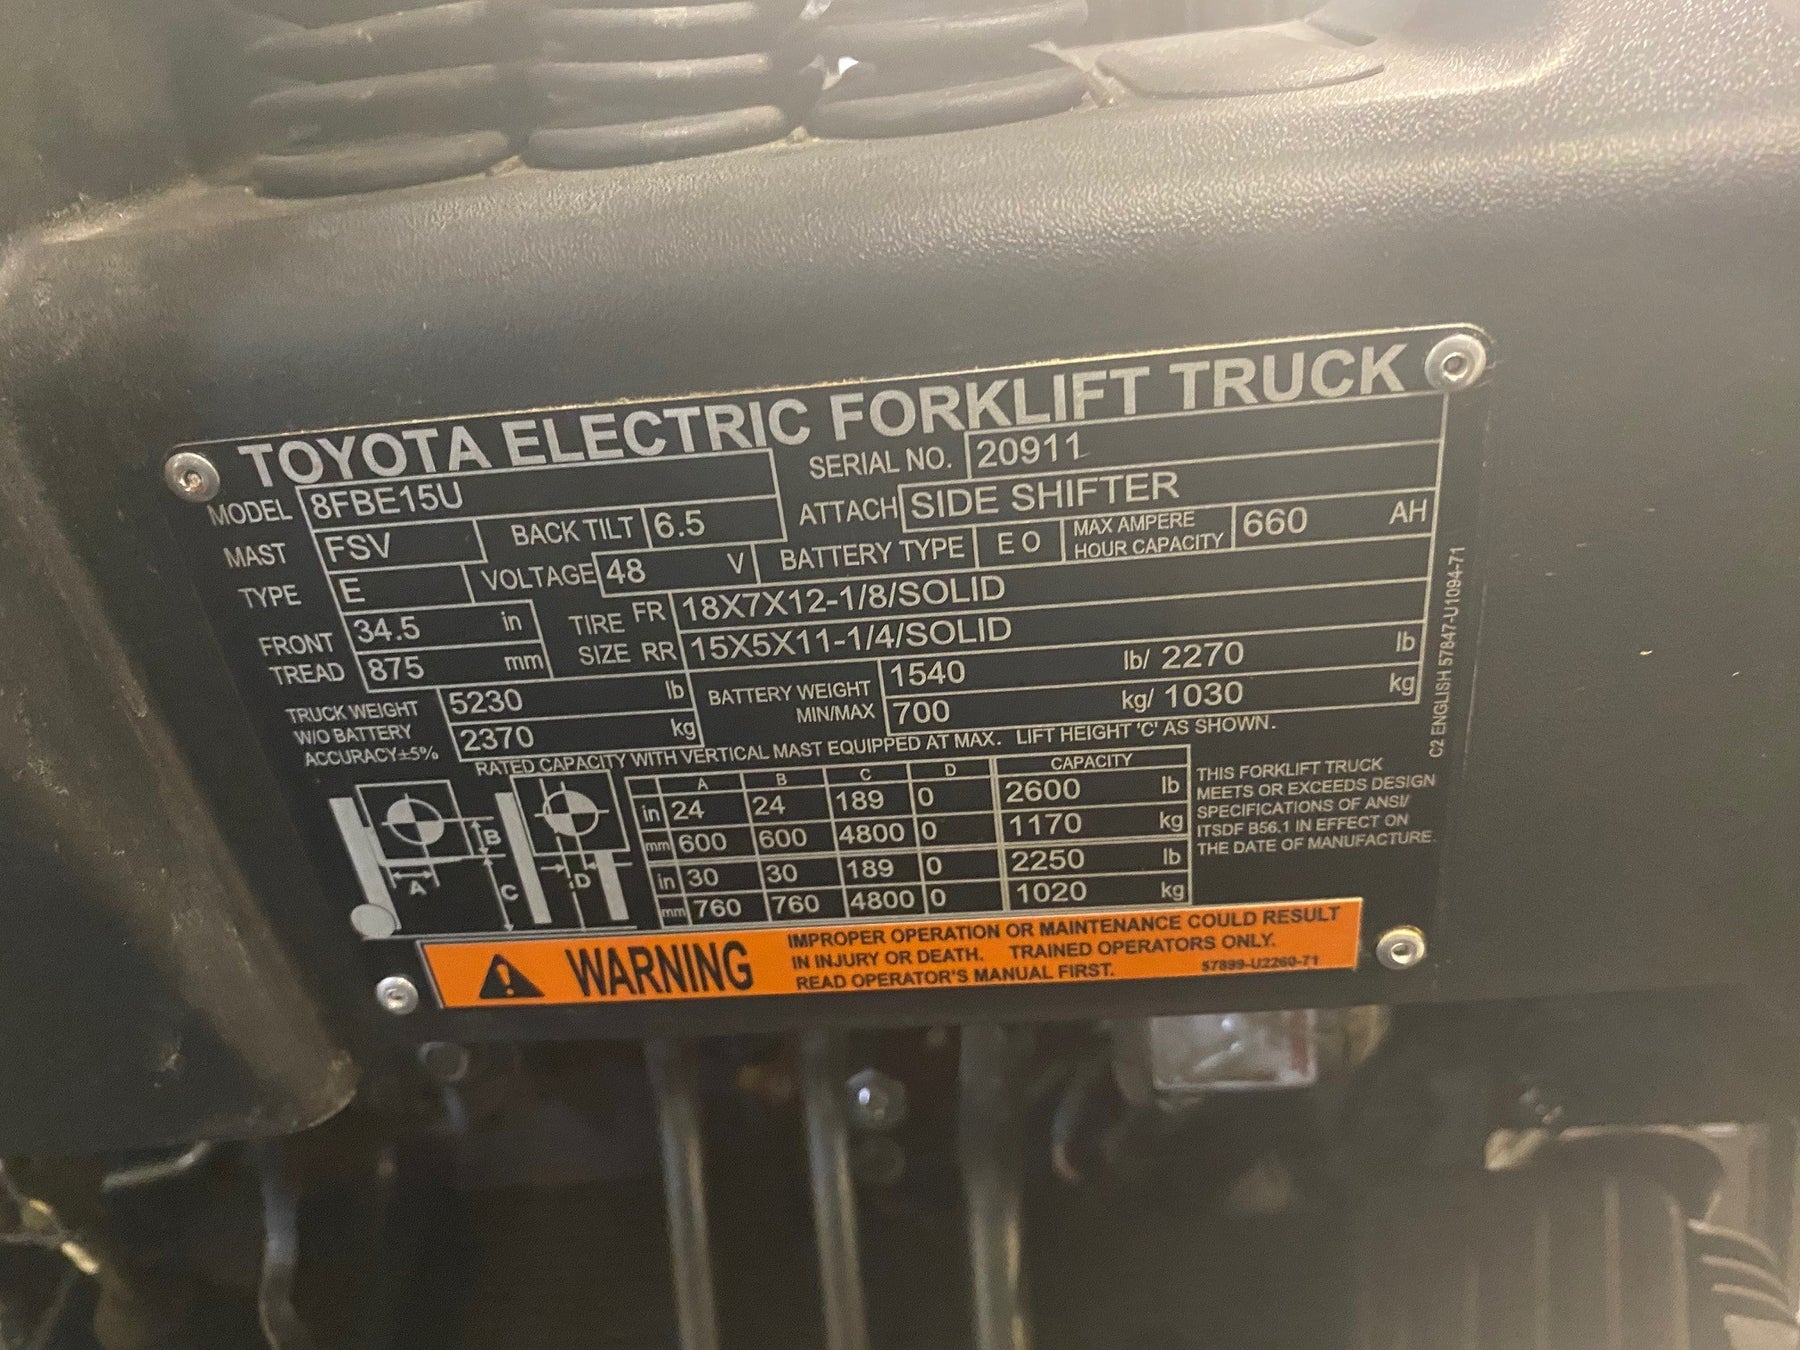 TOYOTA ELECTRIC FORKLIFT TRUCK
MODEL 8FBE15U SERIAL NO. 20911
MAST FSV BACK TILT 6.5 ATTACH SIDE SHIFTER
TYPE E VOLTAGE 48 V BATTERY TYPE E O MAX AMPERE HOUR CAPACITY 660 AH
FRONT TREAD 34.5 in TIRE SIZE FR 18X7X12-1/8/SOLID
875 mm RR 15X5X11-1/4/SOLID
TRUCK WEIGHT W/O BATTERY ACCURACY±5% 5230 lb BATTERY WEIGHT MIN/MAX 1540 lb/ 2270 lb
2370 kg 700 kg/ 1030 kg
RATED CAPACITY WITH VERTICAL MAST EQUIPPED AT MAX. LIFT HEIGHT 'C' AS SHOWN.
A B C D CAPACITY
in 24 24 189 0 2600 lb
mm 600 600 4800 0 1170 kg
in 30 30 189 0 2250 lb
mm 760 760 4800 0 1020 kg
A B C D
THIS FORKLIFT TRUCK
MEETS OR EXCEEDS DESIGN
SPECIFICATIONS OF ANSI/
ITSDF B56.1 IN EFFECT ON
THE DATE OF MANUFACTURE.
C2 ENGLISH 57847-U1094-71
WARNING
IMPROPER OPERATION OR MAINTENANCE COULD RESULT
IN INJURY OR DEATH. TRAINED OPERATORS ONLY.
READ OPERATOR'S MANUAL FIRST. 57899-U2260-71